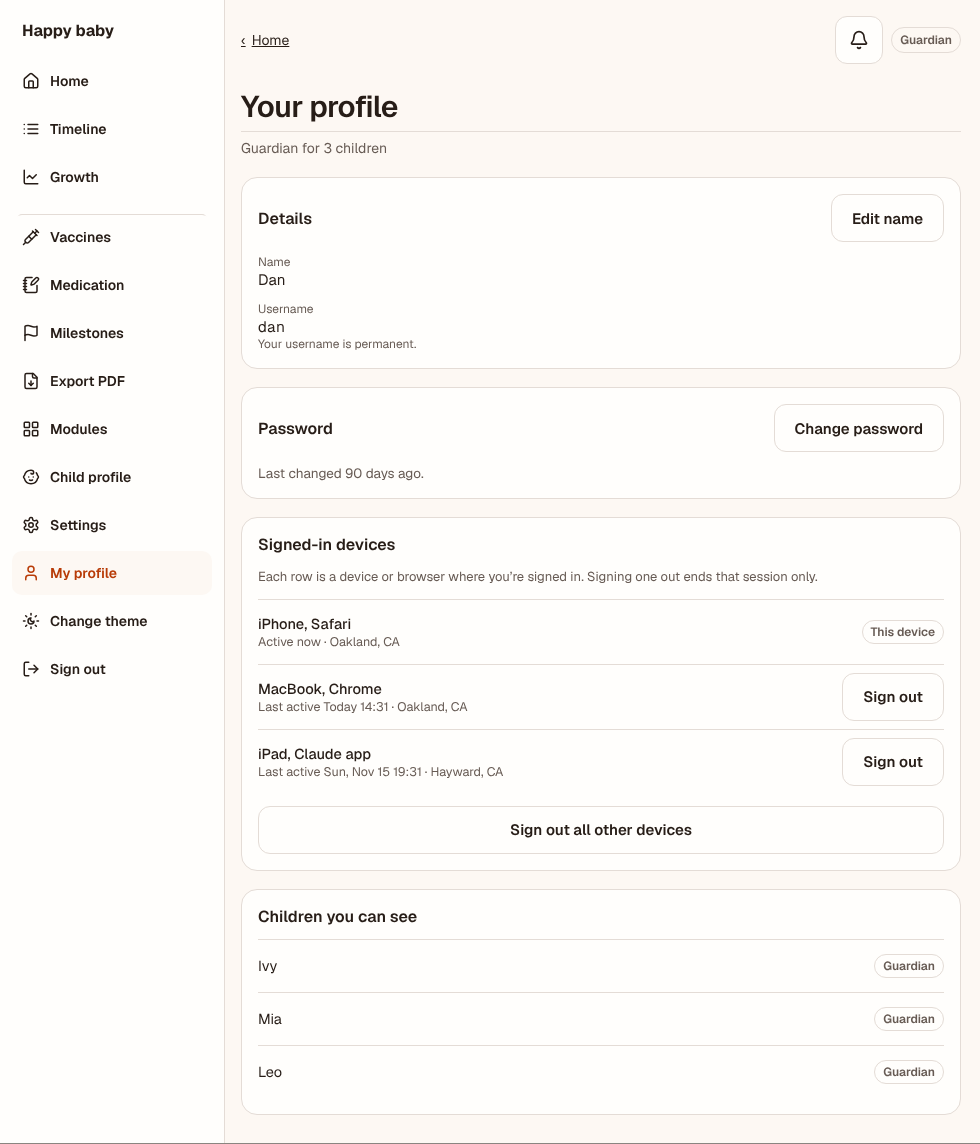 Happy baby
Home
Timeline
Growth
Vaccines
Medication
Milestones
Export PDF
Modules
Child profile
Settings
My profile
Change theme
Sign out
‹ Home
Guardian
Your profile
Guardian for 3 children
Details
Edit name
Name
Dan
Username
dan
Your username is permanent.
Password
Change password
Last changed 90 days ago.
Signed-in devices
Each row is a device or browser where you’re signed in. Signing one out ends that session only.
iPhone, Safari
Active now · Oakland, CA
This device
MacBook, Chrome
Last active Today 14:31 · Oakland, CA
Sign out
iPad, Claude app
Last active Sun, Nov 15 19:31 · Hayward, CA
Sign out
Sign out all other devices
Children you can see
Ivy
Guardian
Mia
Guardian
Leo
Guardian